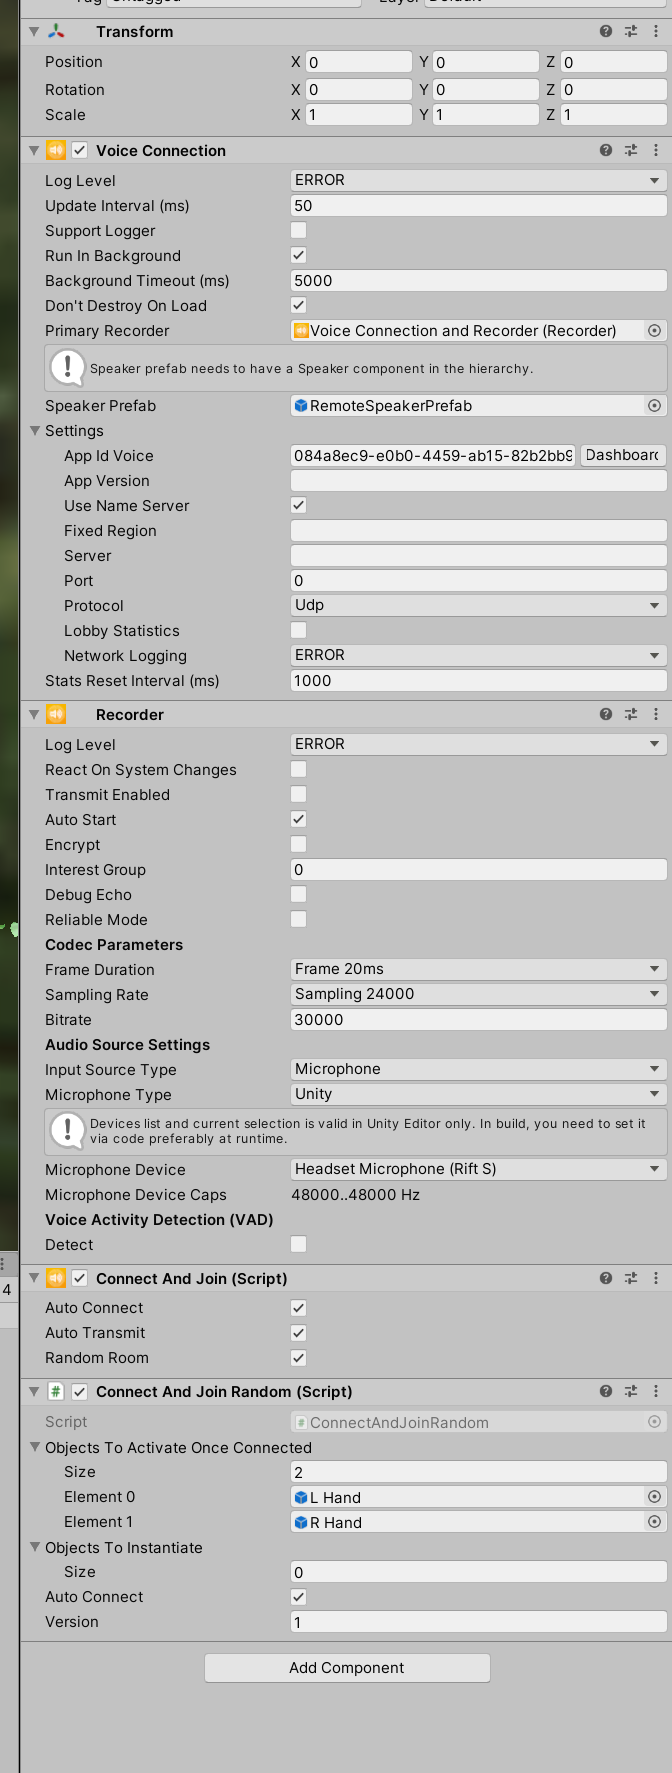 Transform
Position X 0 Y 0 Z 0
Rotation X 0 Y 0 Z 0
Scale X 1 Y 1 Z 1
Voice Connection
Log Level ERROR
Update Interval (ms) 50
Support Logger
Run In Background
Background Timeout (ms) 5000
Don't Destroy On Load
Primary Recorder Voice Connection and Recorder (Recorder)
Speaker prefab needs to have a Speaker component in the hierarchy.
Speaker Prefab RemoteSpeakerPrefab
Settings
App Id Voice 084a8ec9-e0b0-4459-ab15-82b2bb9 Dashboard
App Version
Use Name Server
Fixed Region
Server
Port 0
Protocol Udp
Lobby Statistics
Network Logging ERROR
Stats Reset Interval (ms) 1000
Recorder
Log Level ERROR
React On System Changes
Transmit Enabled
Auto Start
Encrypt
Interest Group 0
Debug Echo
Reliable Mode
Codec Parameters
Frame Duration Frame 20ms
Sampling Rate Sampling 24000
Bitrate 30000
Audio Source Settings
Input Source Type Microphone
Microphone Type Unity
Devices list and current selection is valid in Unity Editor only. In build, you need to set it
via code preferably at runtime.
Microphone Device Headset Microphone (Rift S)
Microphone Device Caps 48000..48000 Hz
Voice Activity Detection (VAD)
Detect
Connect And Join (Script)
4
Auto Connect
Auto Transmit
Random Room
Connect And Join Random (Script)
Script ConnectAndJoinRandom
Objects To Activate Once Connected
Size 2
Element 0 L Hand
Element 1 R Hand
Objects To Instantiate
Size 0
Auto Connect
Version 1
Add Component